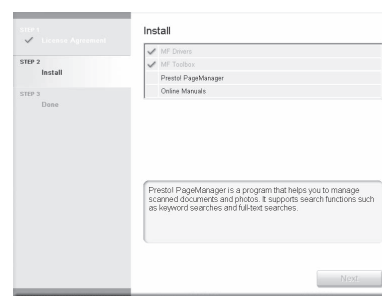 STEP 1
License Agreement
STEP 2
Install
STEP 3
Done
Install
MF Drivers
MF Toolbox
Presto! PageManager
Online Manuals
Presto! PageManager is a program that helps you to manage
scanned documents and photos. It supports search functions such
as keyword searches and full-text searches.
Next